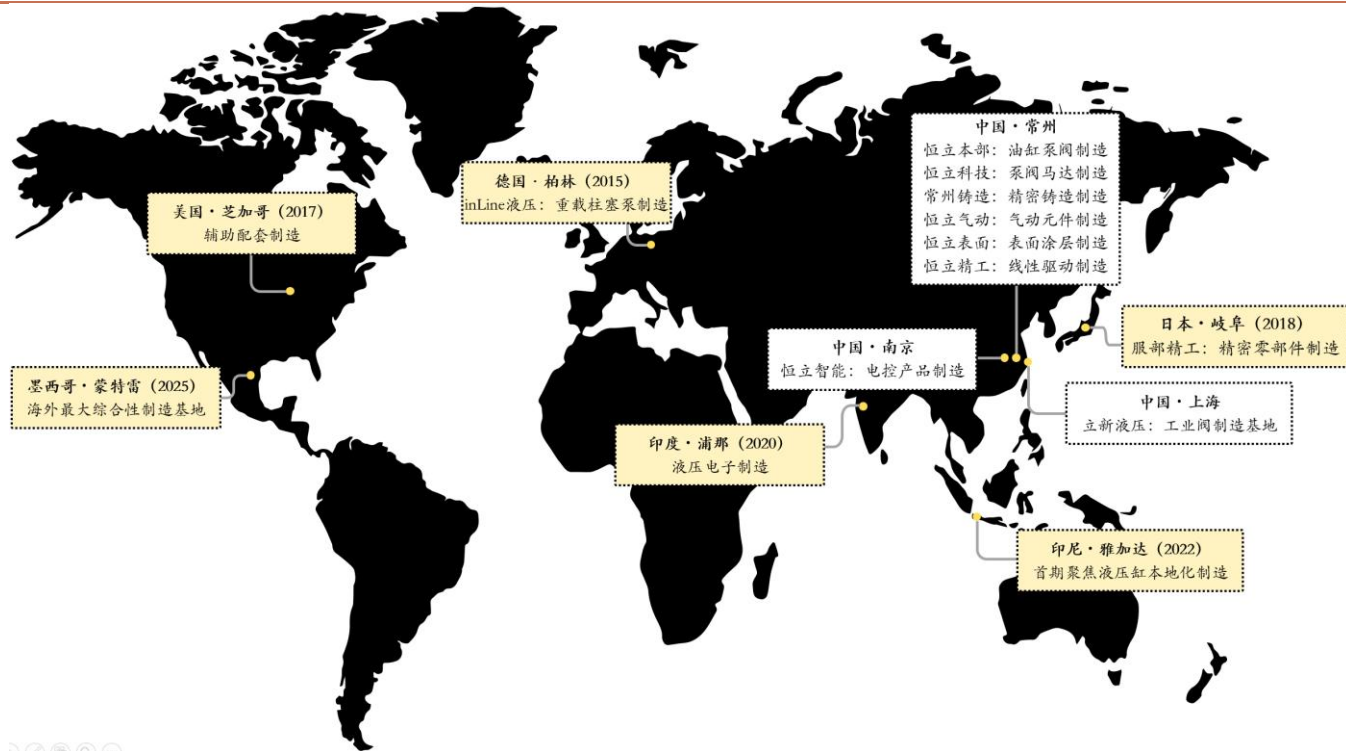 中国·常州
恒立本部：油缸泵阀制造
恒立科技：泵阀马达制造
常州铸造：精密铸造制造
恒立气动：气动元件制造
恒立表面：表面涂层制造
恒立精工：线性驱动制造
德国·柏林（2015）
inLine液压：重载柱塞泵制造
美国·芝加哥（2017）
辅助配套制造
日本·岐阜（2018）
服部精工：精密零部件制造
中国·南京
恒立智能：电控产品制造
墨西哥·蒙特雷（2025）
海外最大综合性制造基地
中国·上海
立新液压：工业阀制造基地
印度·浦那（2020）
液压电子制造
印尼·雅加达（2022）
首期聚焦液压缸本地化制造